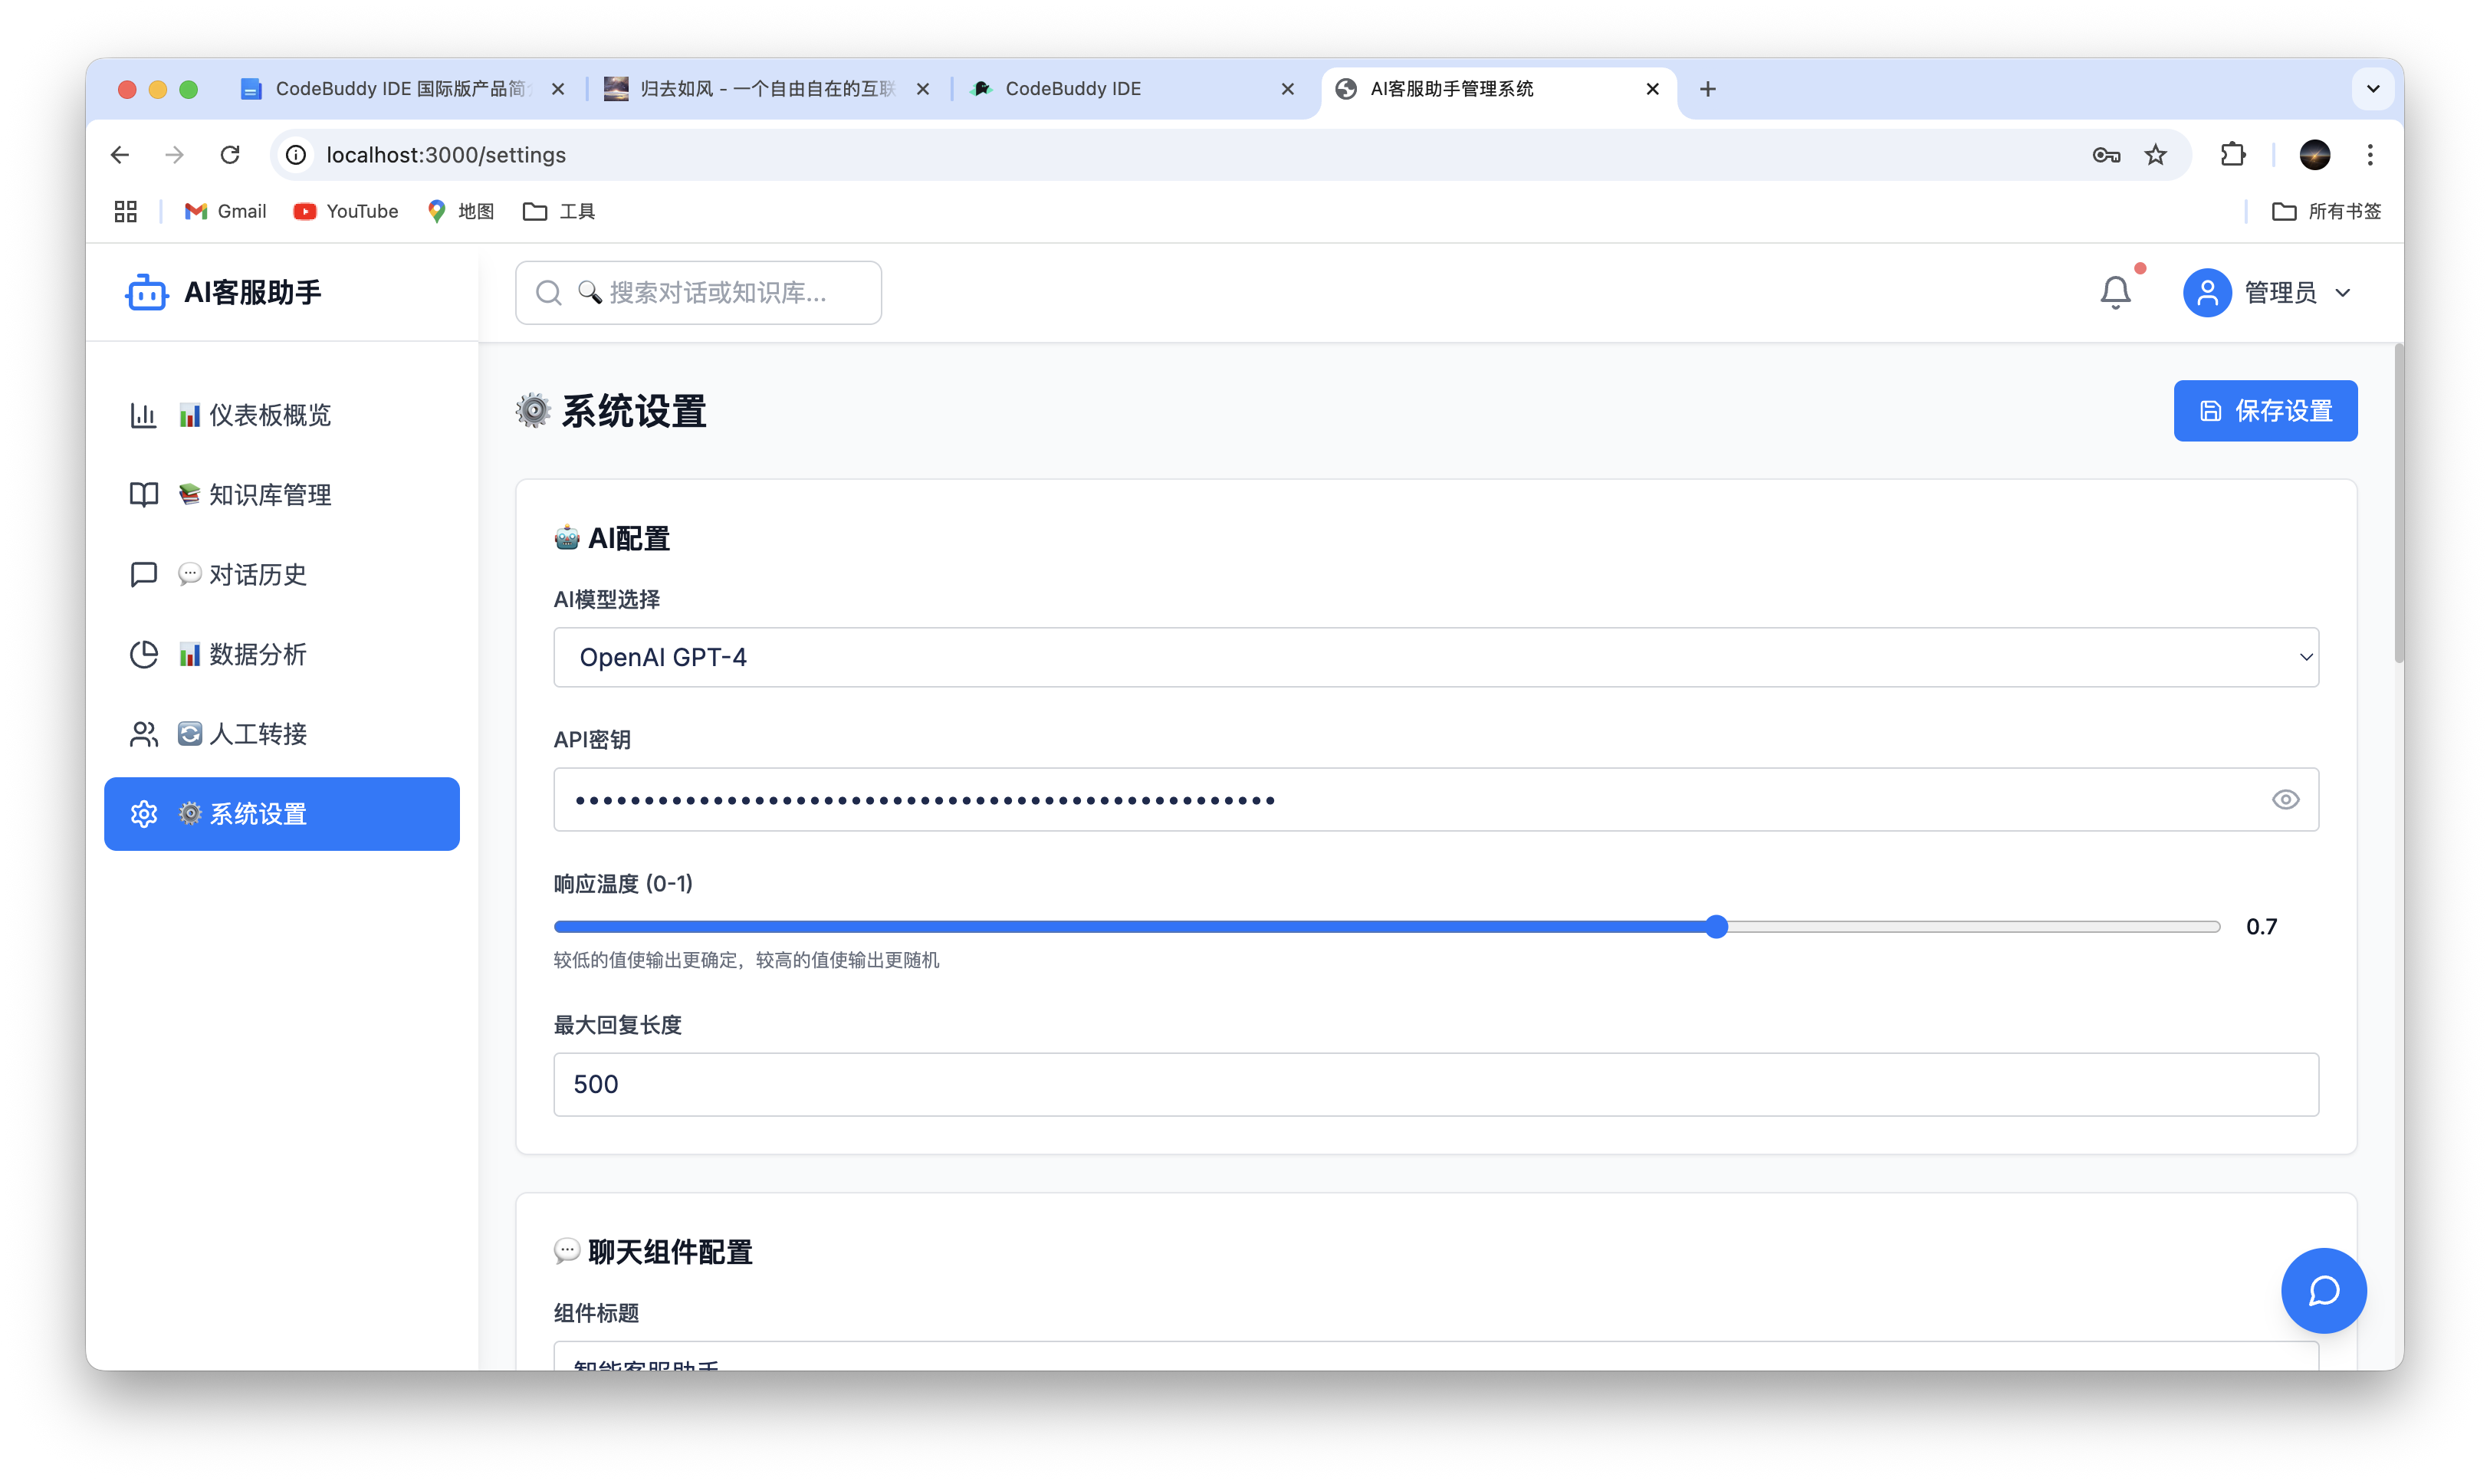 CodeBuddy IDE 国际版产品简
归去如风 - 一个自由自在的互联
CodeBuddy IDE
AI客服助手管理系统
localhost:3000/settings
Gmail
YouTube
地图
工具
所有书签
AI客服助手
搜索对话或知识库...
管理员
仪表板概览
知识库管理
对话历史
数据分析
人工转接
系统设置
系统设置
保存设置
AI配置
AI模型选择
OpenAI GPT-4
API密钥
响应温度 (0-1)
0.7
较低的值使输出更确定，较高的值使输出更随机
最大回复长度
500
聊天组件配置
组件标题
智能客服助手